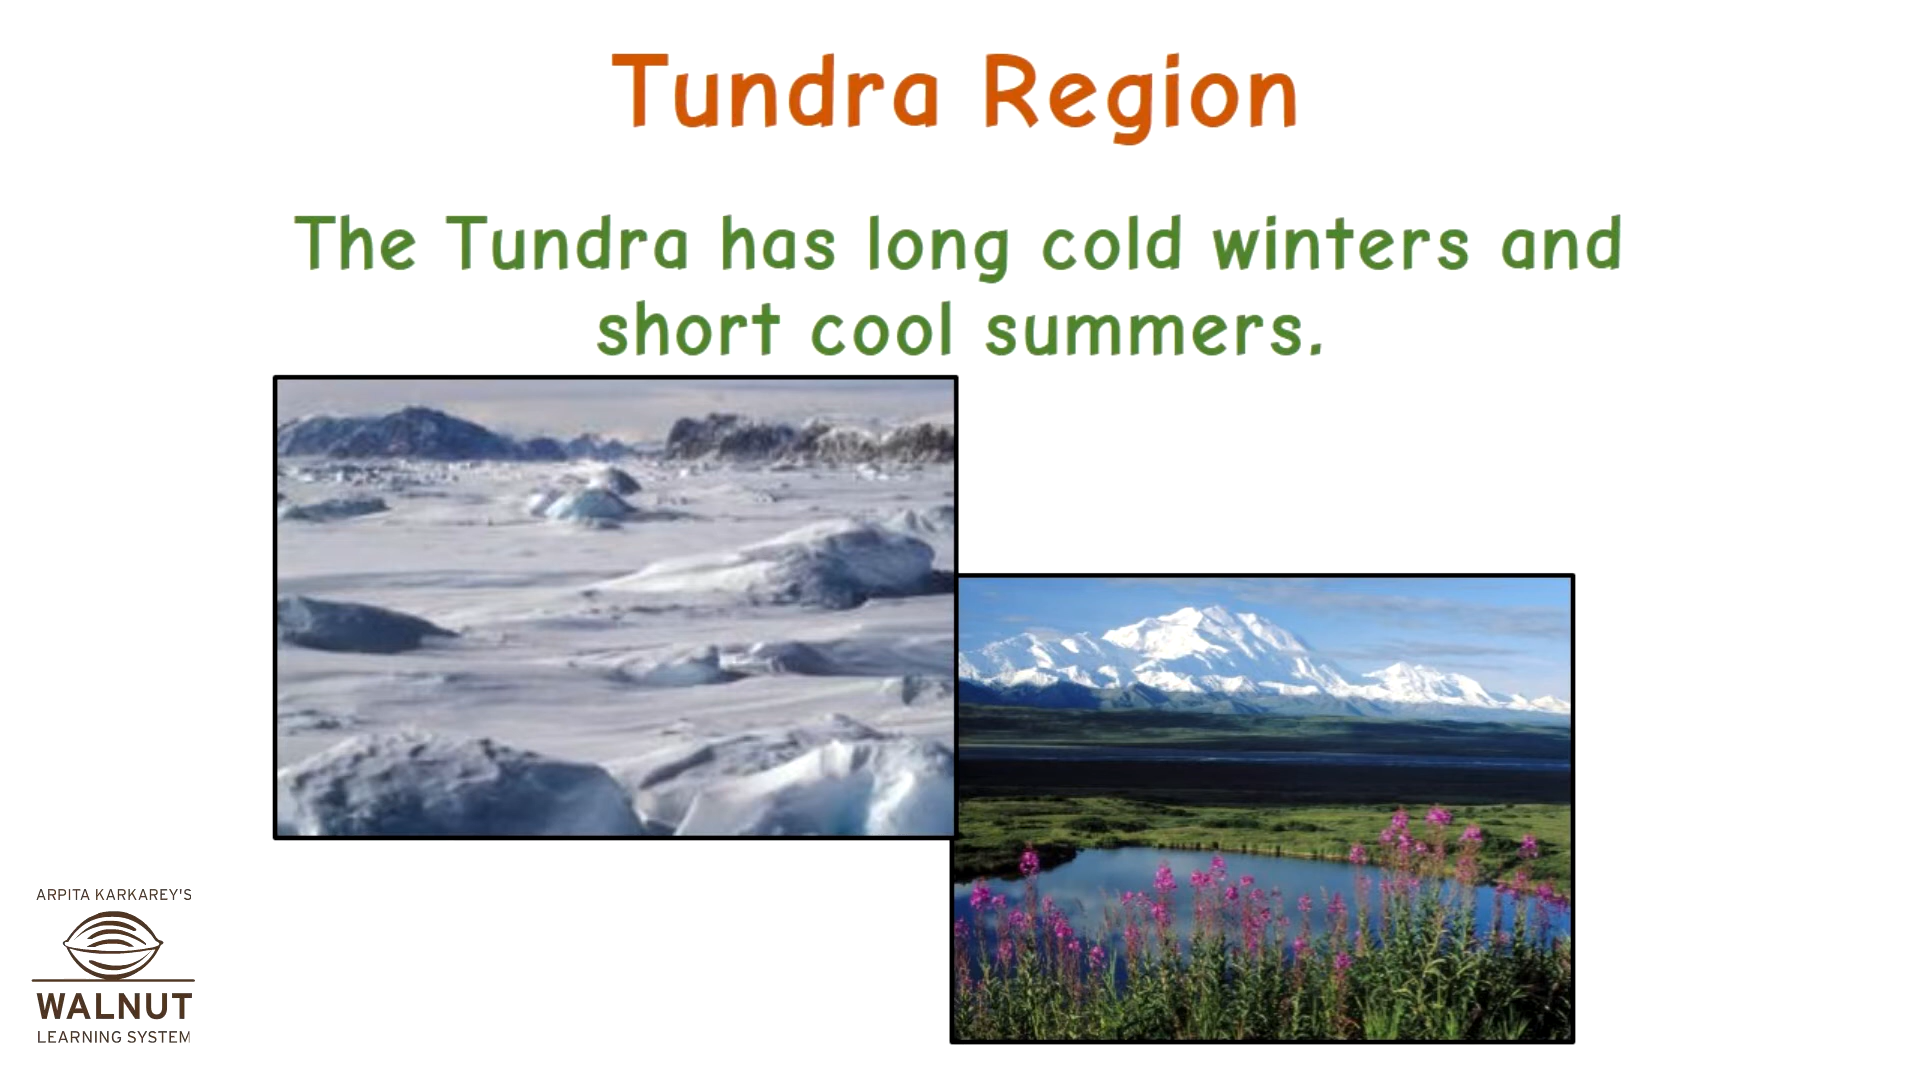 Tundra Region
The Tundra has long cold winters and
short cool summers.
ARPITA KARKAREY'S
WALNUT
LEARNING SYSTEM